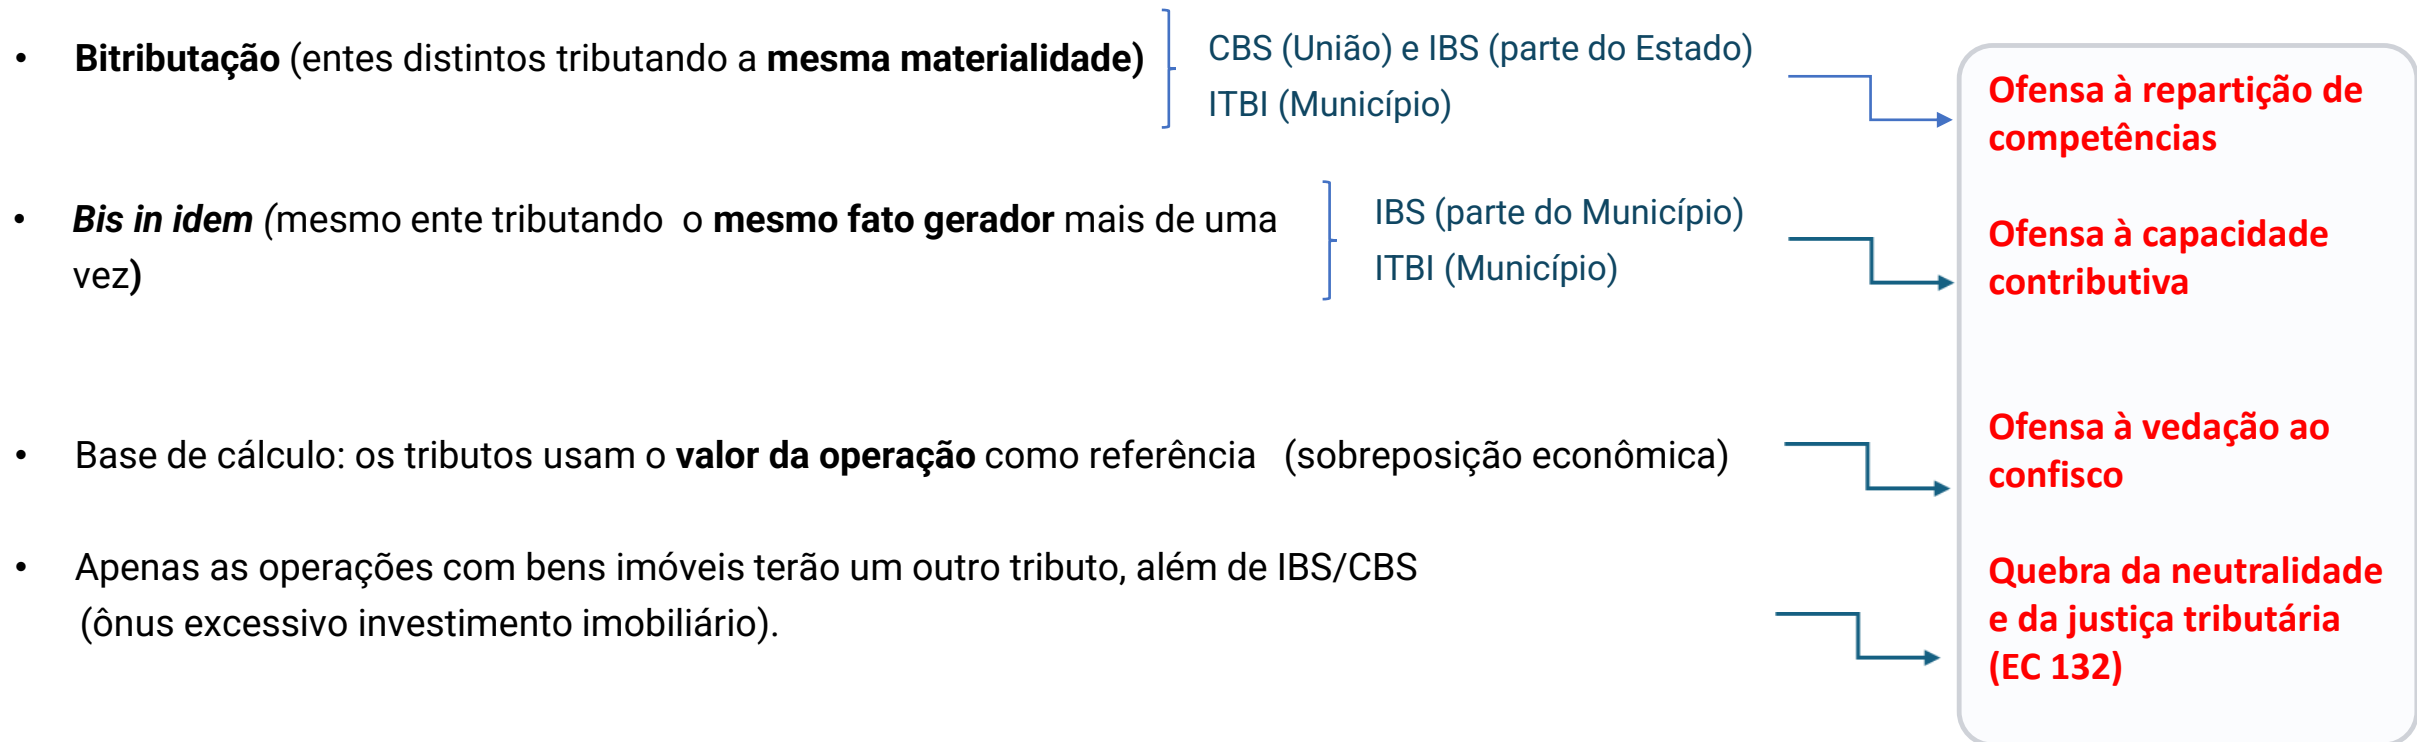 • Bitributação (entes distintos tributando a mesma materialidade)
CBS (União) e IBS (parte do Estado)
ITBI (Município)
Ofensa à repartição de
competências
• Bis in idem (mesmo ente tributando o mesmo fato gerador mais de uma
vez)
IBS (parte do Município)
ITBI (Município)
Ofensa à capacidade
contributiva
• Base de cálculo: os tributos usam o valor da operação como referência (sobreposição econômica)
Ofensa à vedação ao
confisco
• Apenas as operações com bens imóveis terão um outro tributo, além de IBS/CBS
(ônus excessivo investimento imobiliário).
Quebra da neutralidade
e da justiça tributária
(EC 132)